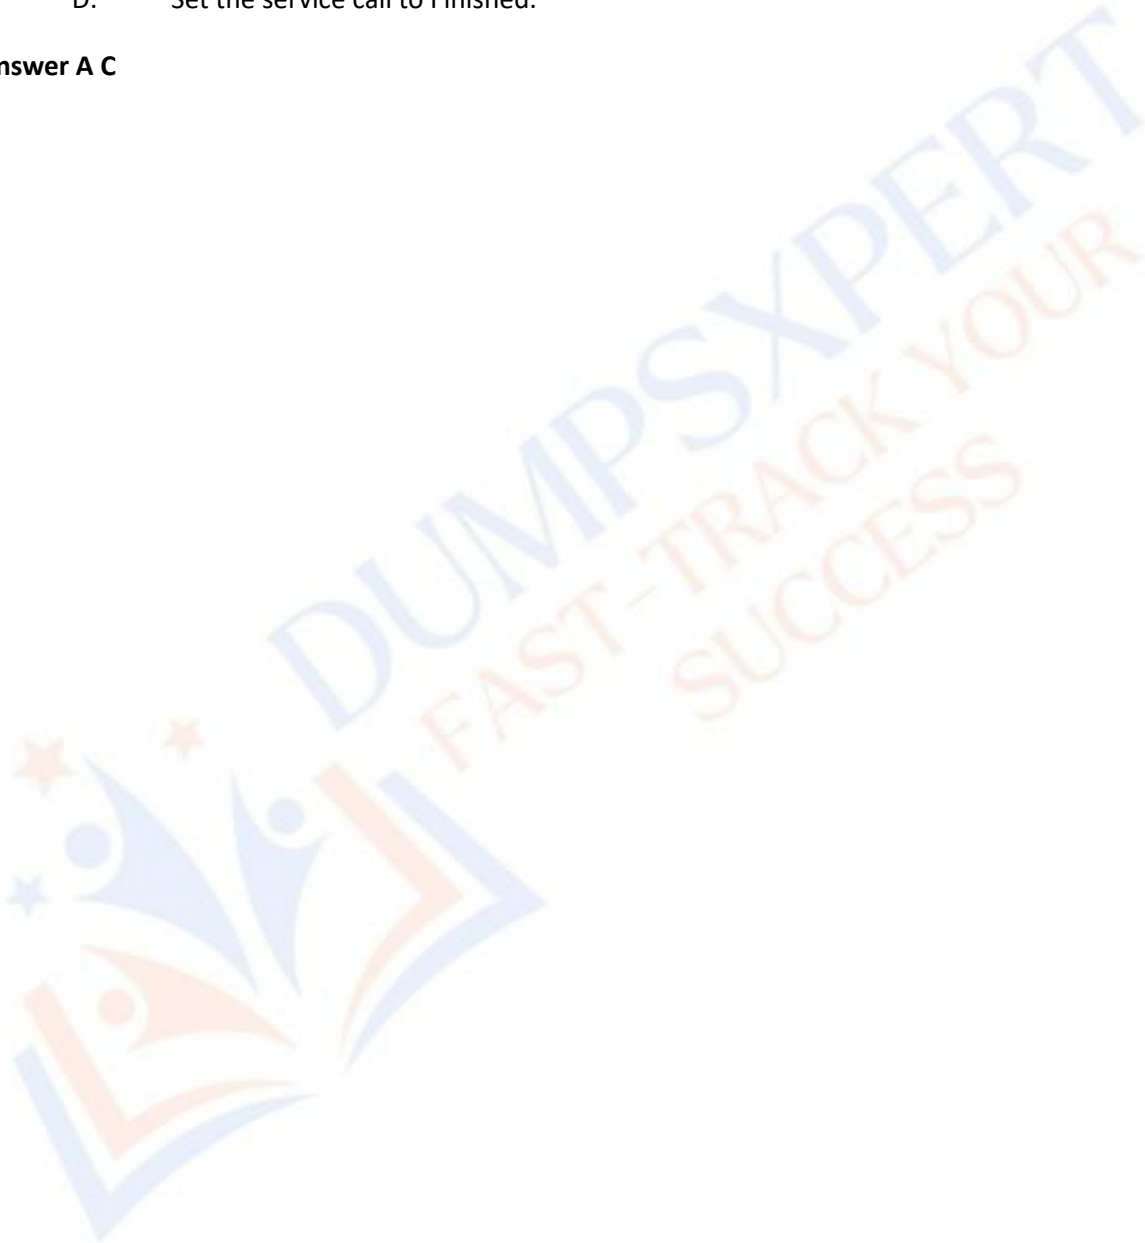 D. Set the service call to Finished.
nswer A C
DUMPSXPERT
FAST-TRACK YOUR
SUCCESS